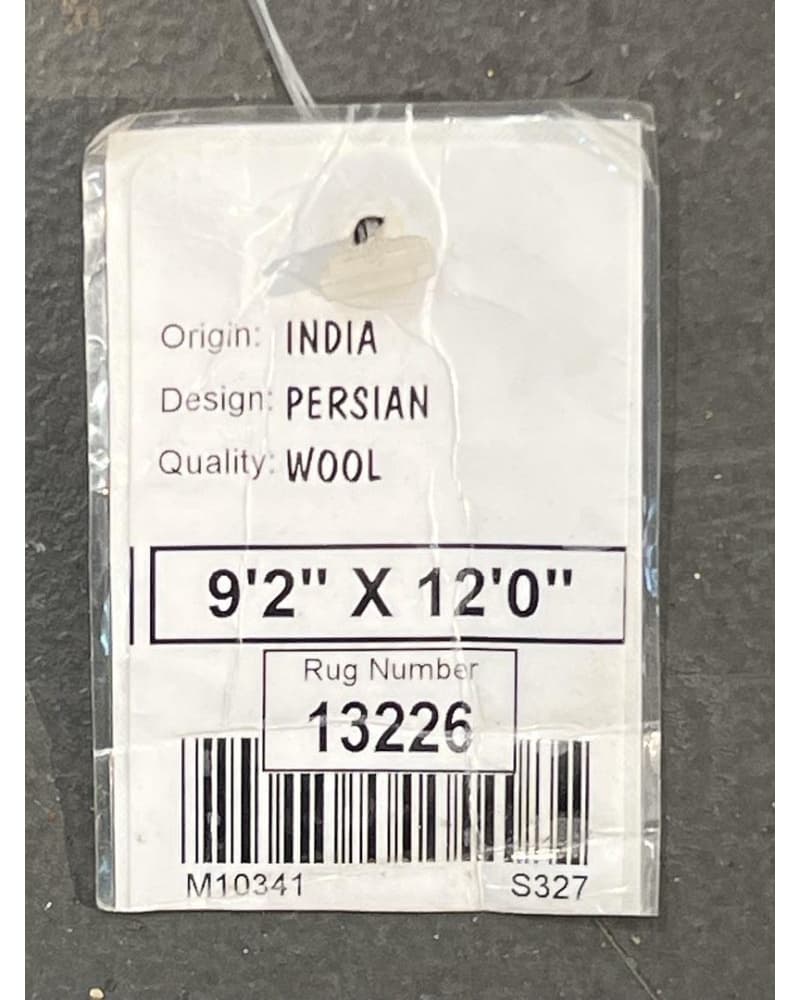 Origin: INDIA
Design: PERSIAN
Quality: WOOL
9'2" X 12'0"
Rug Number
13226
M10341 S327